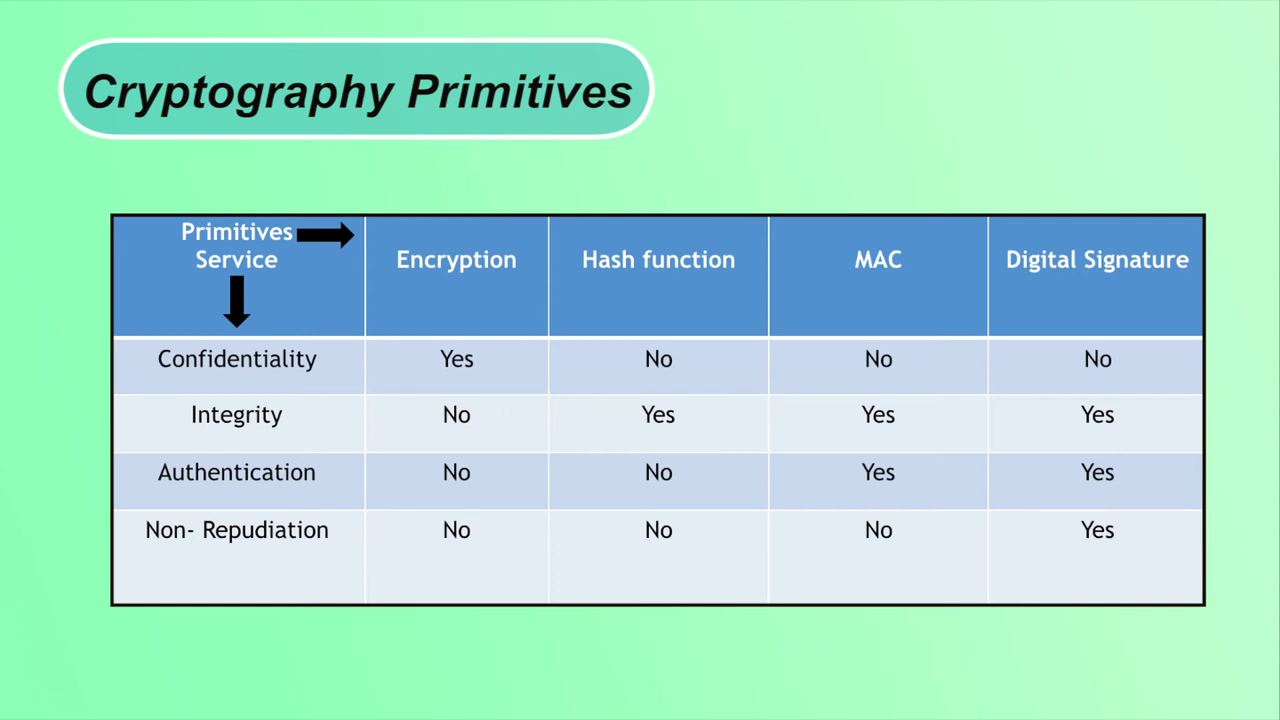 Cryptography Primitives
Primitives
Service
Encryption
Hash function
MAC
Digital Signature
Confidentiality Yes No No No
Integrity No Yes Yes Yes
Authentication No No Yes Yes
Non- Repudiation No No No Yes